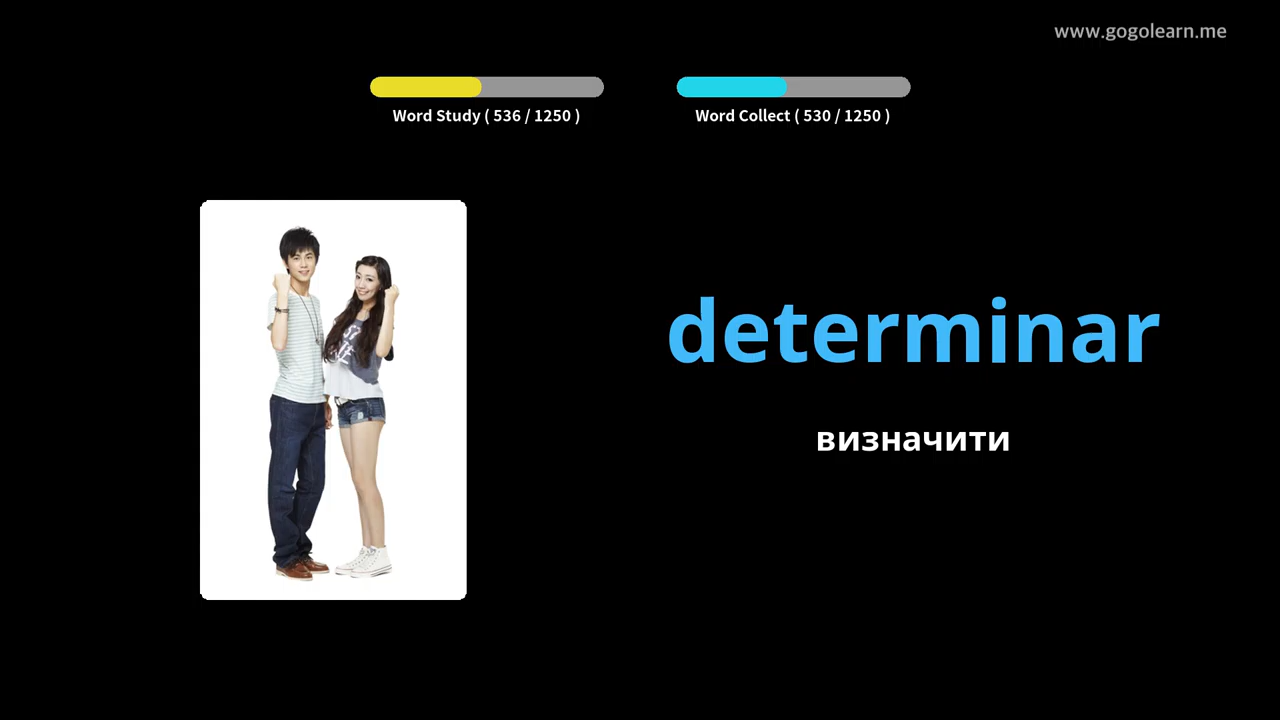 www.gogolearn.me
Word Study ( 536 / 1250 )
Word Collect ( 530 / 1250 )
determinar
визначити